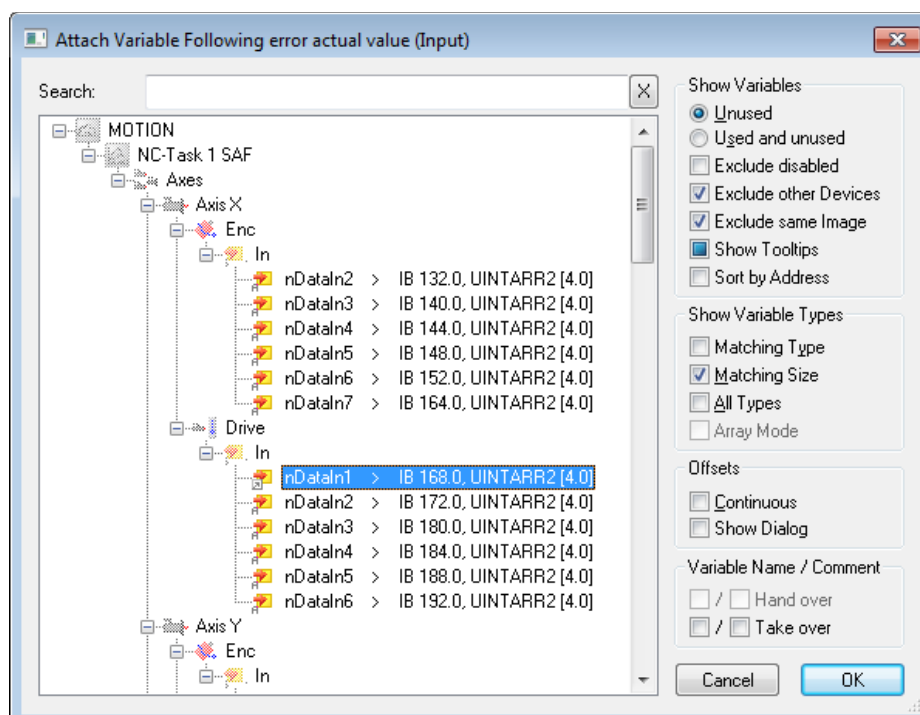 Attach Variable Following error actual value (Input)
Search:
X
MOTION
NC-Task 1 SAF
Axes
Axis X
Enc
In
nDataIn2 > IB 132.0, UINTARR2 [4.0]
nDataIn3 > IB 140.0, UINTARR2 [4.0]
nDataIn4 > IB 144.0, UINTARR2 [4.0]
nDataIn5 > IB 148.0, UINTARR2 [4.0]
nDataIn6 > IB 152.0, UINTARR2 [4.0]
nDataIn7 > IB 164.0, UINTARR2 [4.0]
Drive
In
nDataIn1 > IB 168.0, UINTARR2 [4.0]
nDataIn2 > IB 172.0, UINTARR2 [4.0]
nDataIn3 > IB 180.0, UINTARR2 [4.0]
nDataIn4 > IB 184.0, UINTARR2 [4.0]
nDataIn5 > IB 188.0, UINTARR2 [4.0]
nDataIn6 > IB 192.0, UINTARR2 [4.0]
Axis Y
Enc
In
Show Variables
Unused
Used and unused
Exclude disabled
Exclude other Devices
Exclude same Image
Show Tooltips
Sort by Address
Show Variable Types
Matching Type
Matching Size
All Types
Array Mode
Offsets
Continuous
Show Dialog
Variable Name / Comment
/ Hand over
/ Take over
Cancel
OK